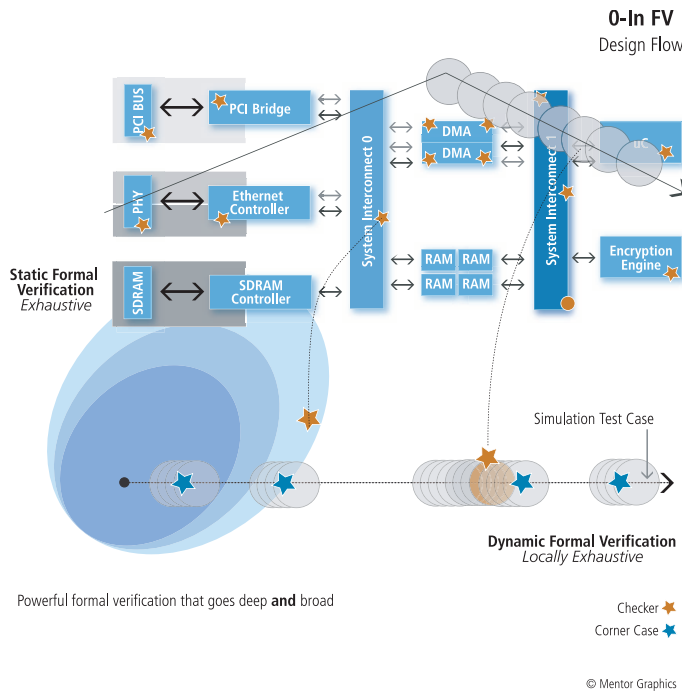 0-In FV
Design Flow
PCI BUS
PCI Bridge
PHY
Ethernet
Controller
SDRAM
SDRAM
Controller
System Interconnect 0
DMA
DMA
RAM RAM
RAM RAM
System Interconnect 1
uC
Encryption
Engine
Static Formal
Verification
Exhaustive
Simulation Test Case
Dynamic Formal Verification
Locally Exhaustive
Powerful formal verification that goes deep and broad
Checker
Corner Case
© Mentor Graphics